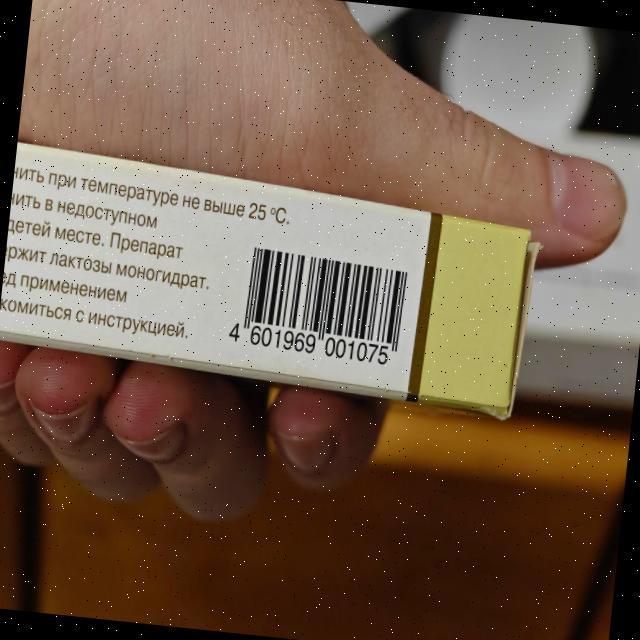 нить при температуре не выше 25 °C.
нить в недоступном
детей месте. Препарат
ржит лактозы моногидрат.
ед применением
комиться с инструкцией.
4 601969 001075